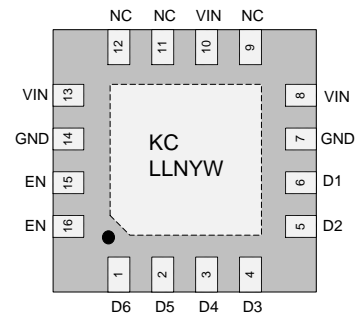 NC NC VIN NC
12 11 10 9
VIN 13 8 VIN
GND 14 7 GND
KC
LLNYW
EN 15 6 D1
EN 16 5 D2
1 2 3 4
D6 D5 D4 D3